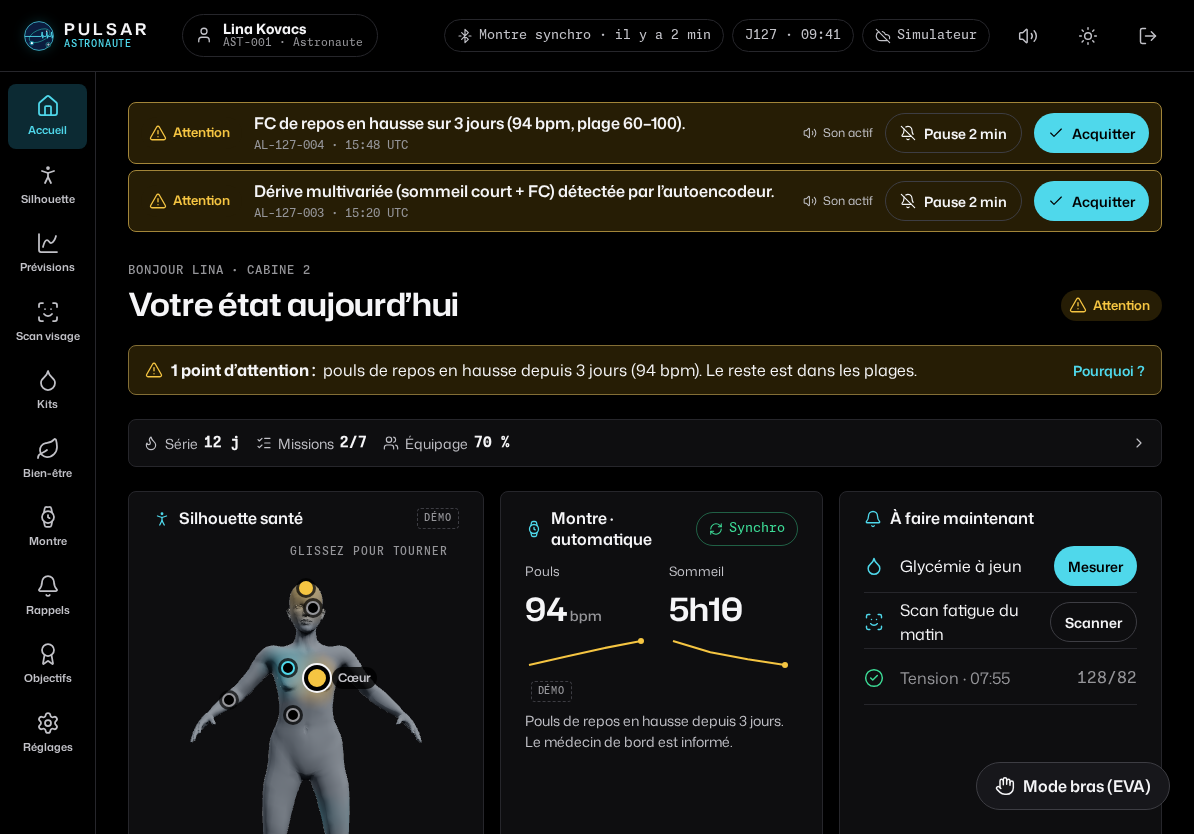 PULSAR
ASTRONAUTE
Lina Kovacs
AST-001 · Astronaute
Montre synchro · il y a 2 min
J127 · 09:41
Simulateur
Accueil
Silhouette
Prévisions
Scan visage
Kits
Bien-être
Montre
Rappels
Objectifs
Réglages
Attention
FC de repos en hausse sur 3 jours (94 bpm, plage 60–100).
AL-127-004 · 15:48 UTC
Son actif
Pause 2 min
Acquitter
Attention
Dérive multivariée (sommeil court + FC) détectée par l’autoencodeur.
AL-127-003 · 15:20 UTC
Son actif
Pause 2 min
Acquitter
BONJOUR LINA · CABINE 2
Votre état aujourd’hui
Attention
1 point d’attention : pouls de repos en hausse depuis 3 jours (94 bpm). Le reste est dans les plages.
Pourquoi ?
Série 12 j
Missions 2/7
Équipage 70 %
Silhouette santé
DÉMO
GLISSEZ POUR TOURNER
Cœur
Montre ·
automatique
Synchro
Pouls
94 bpm
Sommeil
5h10
DÉMO
Pouls de repos en hausse depuis 3 jours.
Le médecin de bord est informé.
À faire maintenant
Glycémie à jeun
Mesurer
Scan fatigue du
matin
Scanner
Tension · 07:55
128/82
Mode bras (EVA)